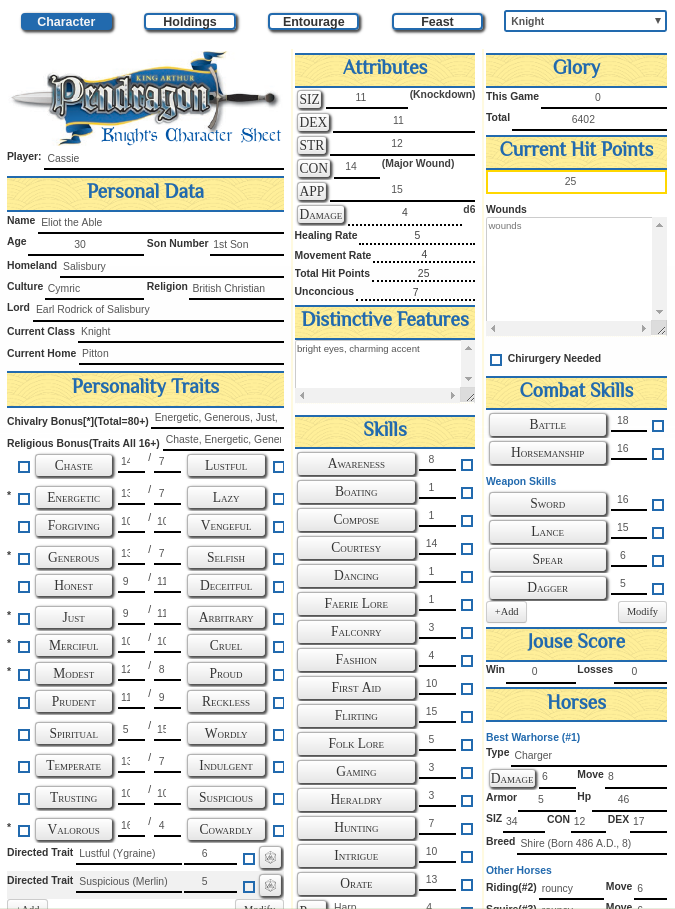 Character
Holdings
Entourage
Feast
Knight
KING ARTHUR
Pendragon
Knight's Character Sheet
Player: Cassie
Personal Data
Name Eliot the Able
Age 30 Son Number 1st Son
Homeland Salisbury
Culture Cymric Religion British Christian
Lord Earl Rodrick of Salisbury
Current Class Knight
Current Home Pitton
Personality Traits
Chivalry Bonus[*](Total=80+) Energetic, Generous, Just,
Religious Bonus(Traits All 16+) Chaste, Energetic, Gener
Chaste 14 / 7 Lustful
* Energetic 13 / 7 Lazy
Forgiving 10 / 10 Vengeful
* Generous 13 / 7 Selfish
Honest 9 / 11 Deceitful
* Just 9 / 11 Arbitrary
* Merciful 10 / 10 Cruel
* Modest 12 / 8 Proud
Prudent 11 / 9 Reckless
Spiritual 5 / 15 Wordly
Temperate 13 / 7 Indulgent
Trusting 10 / 10 Suspicious
* Valorous 16 / 4 Cowardly
Directed Trait Lustful (Ygraine) 6
Directed Trait Suspicious (Merlin) 5
+Add Modify
Attributes
SIZ 11 (Knockdown)
DEX 11
STR 12
CON 14 (Major Wound)
APP 15
Damage 4 d6
Healing Rate 5
Movement Rate 4
Total Hit Points 25
Unconcious 7
Distinctive Features
bright eyes, charming accent
Skills
Awareness 8
Boating 1
Compose 1
Courtesy 14
Dancing 1
Faerie Lore 1
Falconry 3
Fashion 4
First Aid 10
Flirting 15
Folk Lore 5
Gaming 3
Heraldry 3
Hunting 7
Intrigue 10
Orate 13
Harp 4
Glory
This Game 0
Total 6402
Current Hit Points
25
Wounds
wounds
Chirurgery Needed
Combat Skills
Battle 18
Horsemanship 16
Weapon Skills
Sword 16
Lance 15
Spear 6
Dagger 5
+Add Modify
Jouse Score
Win 0 Losses 0
Horses
Best Warhorse (#1)
Type Charger
Damage 6 Move 8
Armor 5 Hp 46
SIZ 34 CON 12 DEX 17
Breed Shire (Born 486 A.D., 8)
Other Horses
Riding(#2) rouncy Move 6
Squire(#3) rouncy Move 6